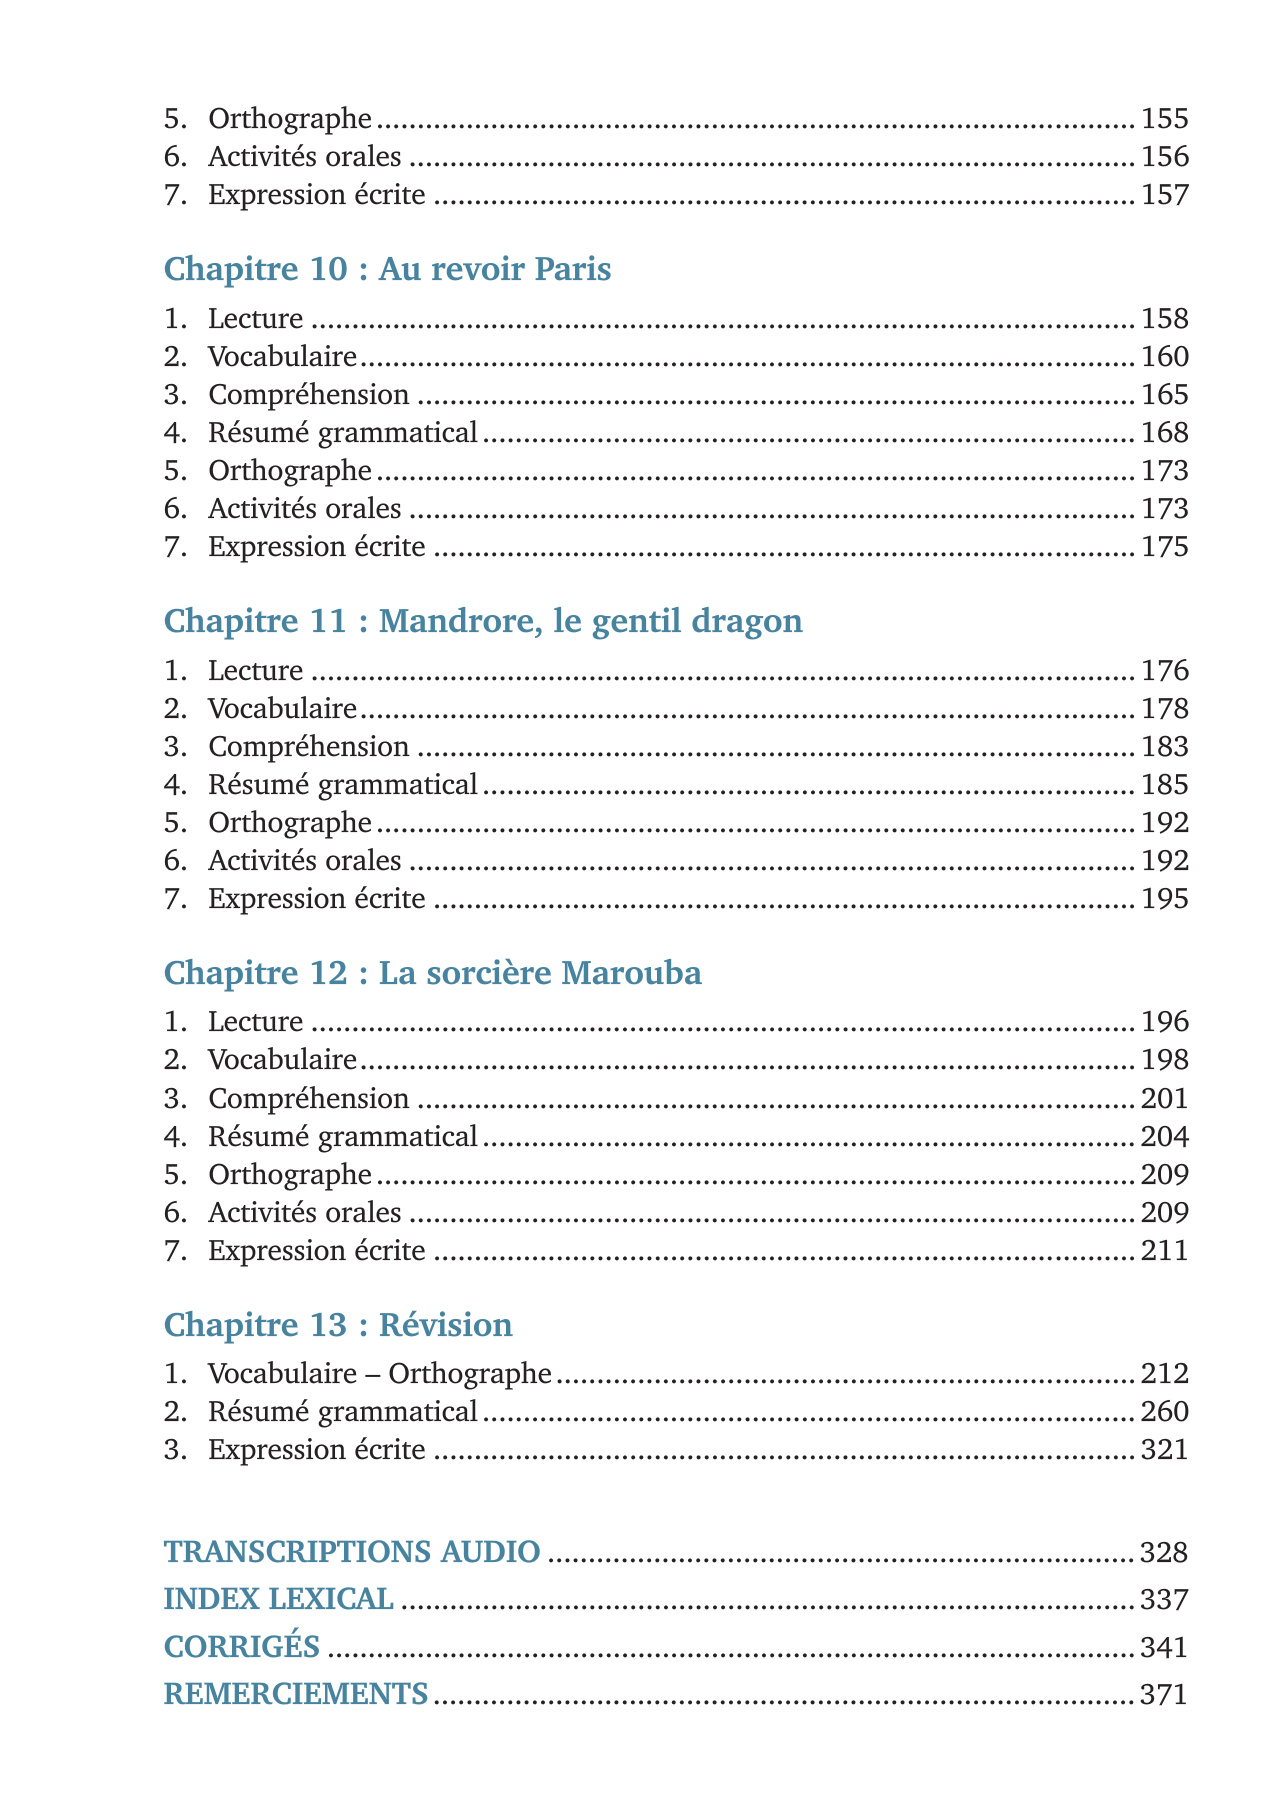 5. Orthographe ........ 155
6. Activités orales ........ 156
7. Expression écrite ........ 157
Chapitre 10 : Au revoir Paris
1. Lecture ........ 158
2. Vocabulaire ........ 160
3. Compréhension ........ 165
4. Résumé grammatical ........ 168
5. Orthographe ........ 173
6. Activités orales ........ 173
7. Expression écrite ........ 175
Chapitre 11 : Mandrore, le gentil dragon
1. Lecture ........ 176
2. Vocabulaire ........ 178
3. Compréhension ........ 183
4. Résumé grammatical ........ 185
5. Orthographe ........ 192
6. Activités orales ........ 192
7. Expression écrite ........ 195
Chapitre 12 : La sorcière Marouba
1. Lecture ........ 196
2. Vocabulaire ........ 198
3. Compréhension ........ 201
4. Résumé grammatical ........ 204
5. Orthographe ........ 209
6. Activités orales ........ 209
7. Expression écrite ........ 211
Chapitre 13 : Révision
1. Vocabulaire – Orthographe ........ 212
2. Résumé grammatical ........ 260
3. Expression écrite ........ 321
TRANSCRIPTIONS AUDIO ........ 328
INDEX LEXICAL ........ 337
CORRIGÉS ........ 341
REMERCIEMENTS ........ 371